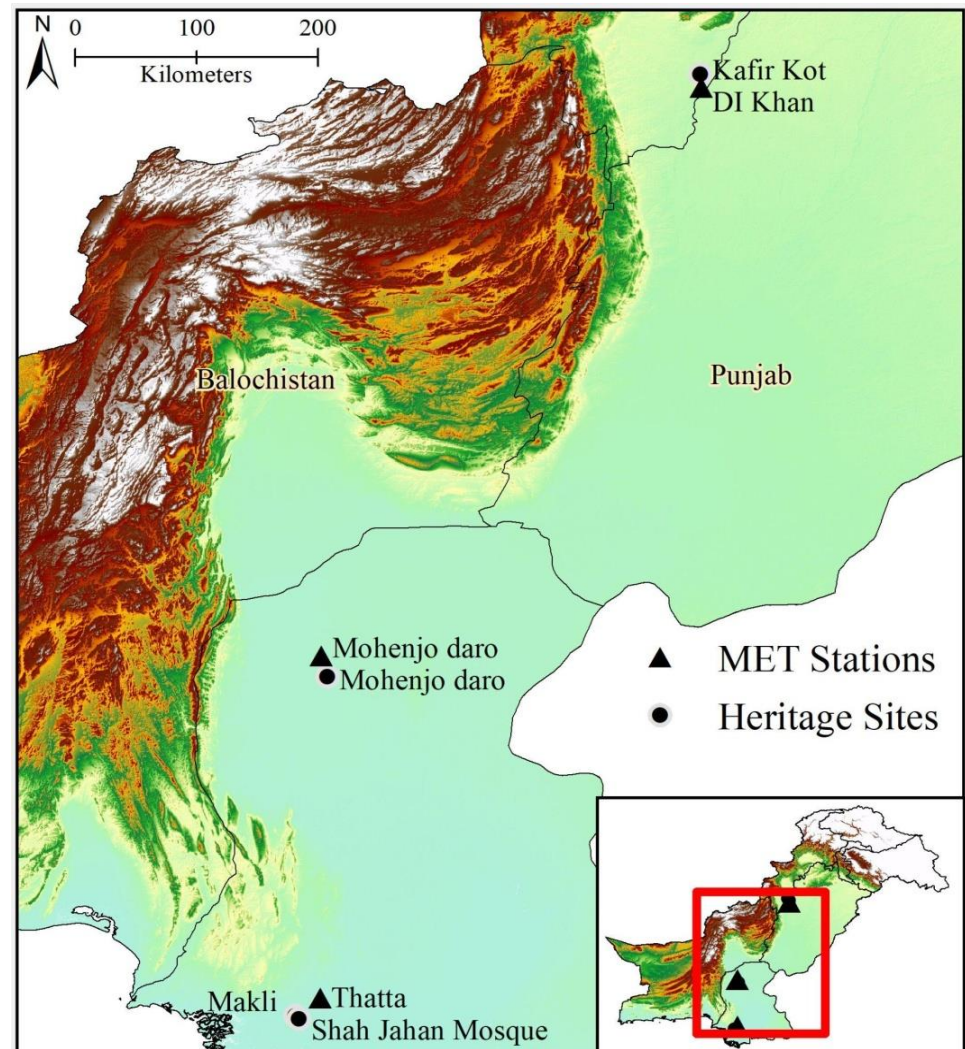 N
0 100 200
Kilometers
Kafir Kot
DI Khan
Balochistan
Punjab
Mohenjo daro
Mohenjo daro
MET Stations
Heritage Sites
Makli
Thatta
Shah Jahan Mosque